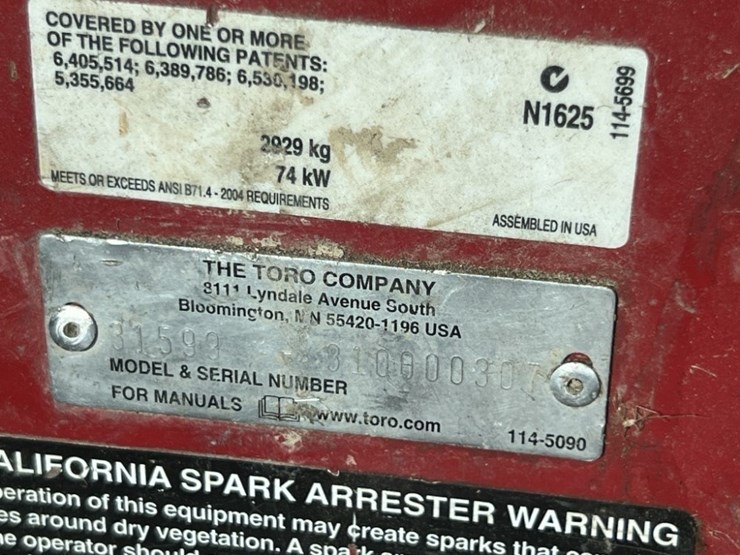 COVERED BY ONE OR MORE
OF THE FOLLOWING PATENTS:
6,405,514; 6,389,786; 6,530,198;
5,355,664
N1625
114-5699
2929 kg
74 kW
MEETS OR EXCEEDS ANSI B71.4 - 2004 REQUIREMENTS
ASSEMBLED IN USA
THE TORO COMPANY
8111 Lyndale Avenue South
Bloomington, MN 55420-1196 USA
310000307
MODEL & SERIAL NUMBER
FOR MANUALS www.toro.com
114-5090
ALIFORNIA SPARK ARRESTER WARNING
eration of this equipment may create sparks that
es around dry vegetation. A spark
operator